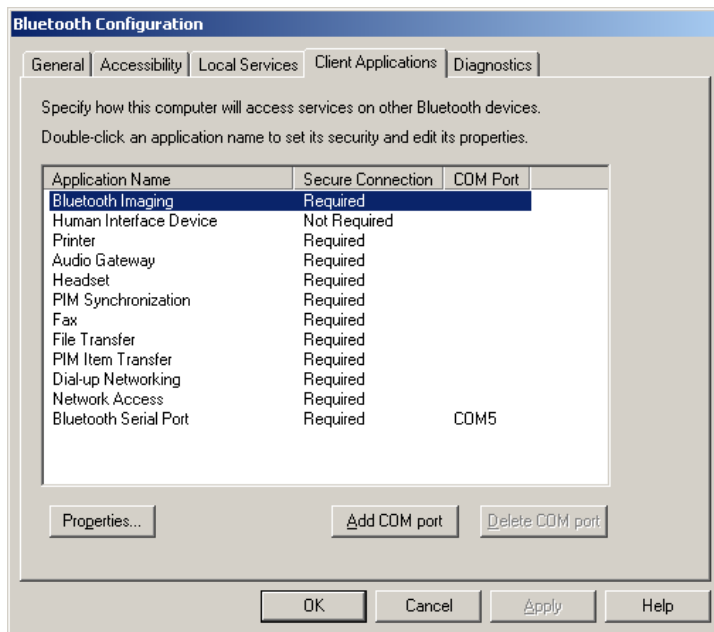 Bluetooth Configuration
General Accessibility Local Services Client Applications Diagnostics
Specify how this computer will access services on other Bluetooth devices.
Double-click an application name to set its security and edit its properties.
Application Name Secure Connection COM Port
Bluetooth Imaging Required
Human Interface Device Not Required
Printer Required
Audio Gateway Required
Headset Required
PIM Synchronization Required
Fax Required
File Transfer Required
PIM Item Transfer Required
Dial-up Networking Required
Network Access Required
Bluetooth Serial Port Required COM5
Properties... Add COM port Delete COM port
OK Cancel Apply Help